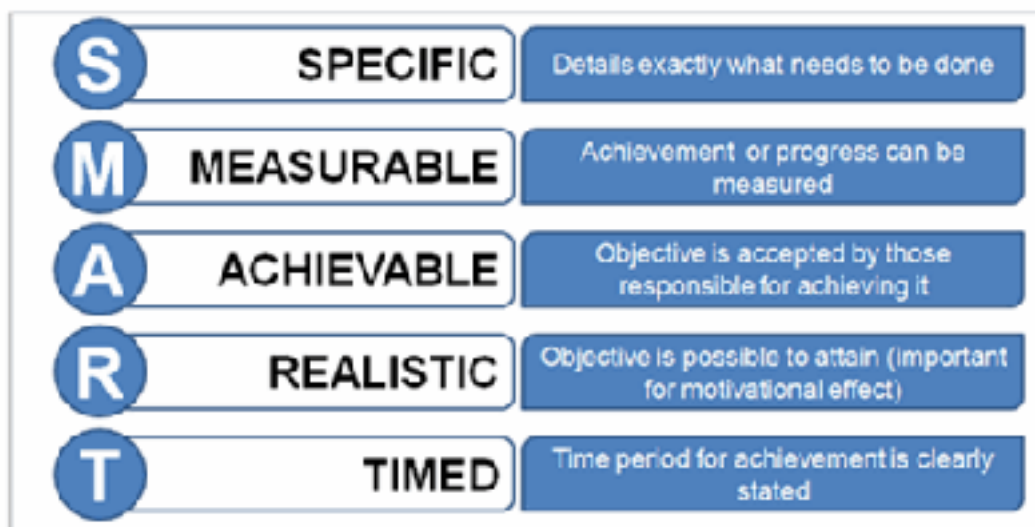 S SPECIFIC Details exactly what needs to be done
M MEASURABLE Achievement or progress can be
measured
A ACHIEVABLE Objective is accepted by those
responsible for achieving it
R REALISTIC Objective is possible to attain (important
for motivational effect)
T TIMED Time period for achievement is clearly
stated